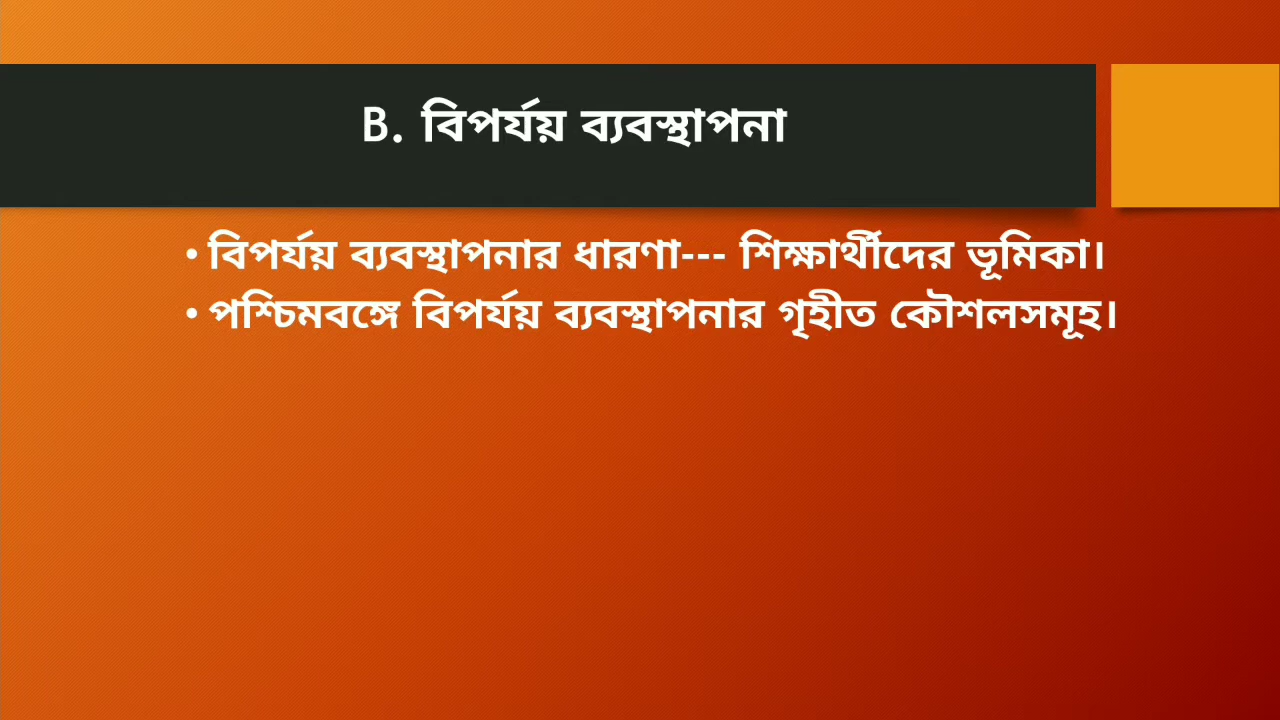 B. বিপর্যয় ব্যবস্থাপনা
• বিপর্যয় ব্যবস্থাপনার ধারণা--- শিক্ষার্থীদের ভূমিকা।
• পশ্চিমবঙ্গে বিপর্যয় ব্যবস্থাপনার গৃহীত কৌশলসমূহ।